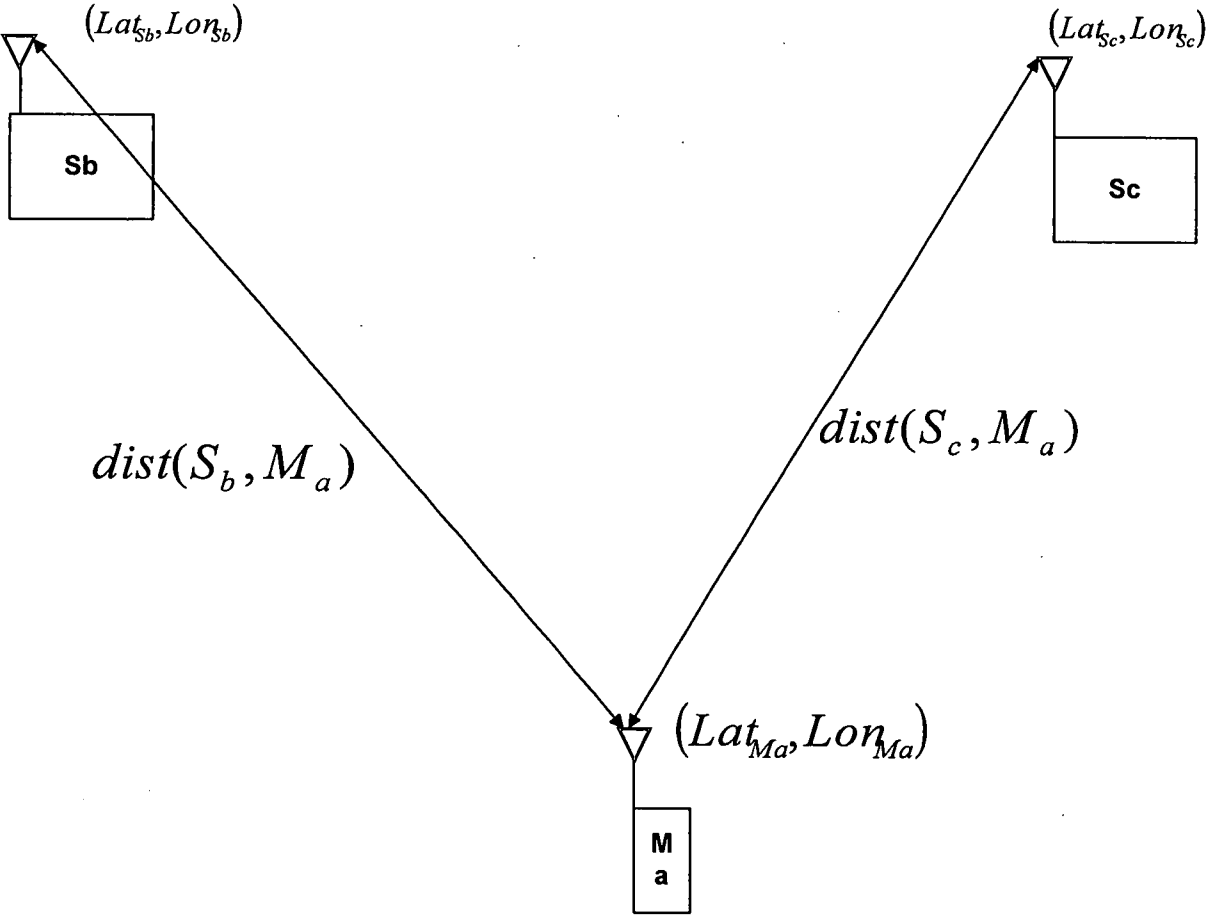 (Lat_Sb, Lon_Sb)
(Lat_Sc, Lon_Sc)
Sb
Sc
dist(S_b, M_a)
dist(S_c, M_a)
(Lat_Ma, Lon_Ma)
M
a